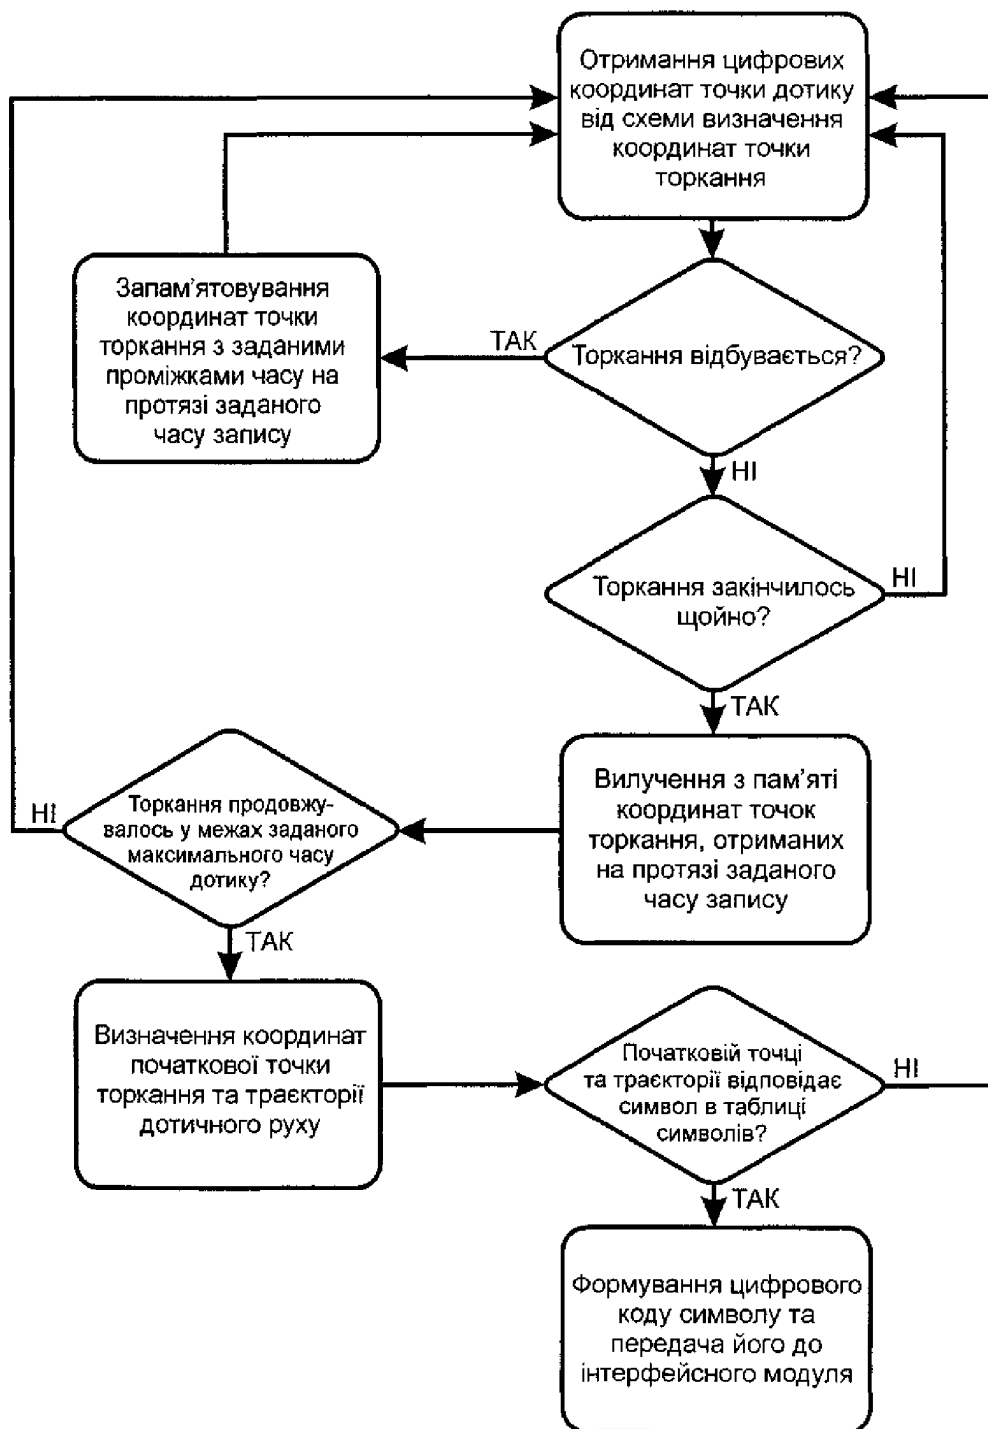 Отримання цифрових
координат точки дотику
від схеми визначення
координат точки
торкання
Запам'ятовування
координат точки
торкання з заданими
проміжками часу на
протязі заданого
часу запису
ТАК
Торкання відбувається?
НІ
Торкання закінчилось
щойно?
НІ
ТАК
Вилучення з пам'яті
координат точок
торкання, отриманих
на протязі заданого
часу запису
НІ
Торкання продовжу-
валось у межах заданого
максимального часу
дотику?
ТАК
Визначення координат
початкової точки
торкання та траєкторії
дотичного руху
Початковій точці
та траєкторії відповідає
символ в таблиці
символів?
НІ
ТАК
Формування цифрового
коду символу та
передача його до
інтерфейсного модуля